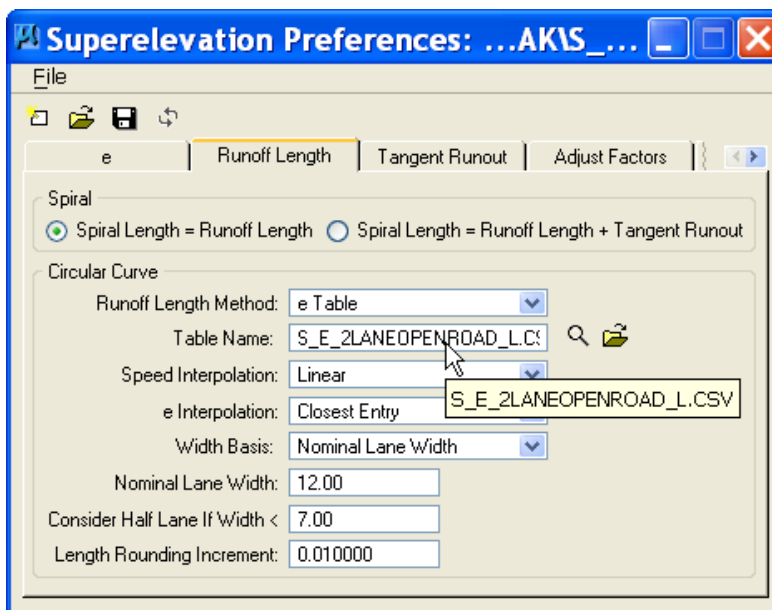 Superelevation Preferences: ...AK\S_...
File
e Runoff Length Tangent Runout Adjust Factors
Spiral
Spiral Length = Runoff Length Spiral Length = Runoff Length + Tangent Runout
Circular Curve
Runoff Length Method: e Table
Table Name: S_E_2LANEOPENROAD_L.CS
Speed Interpolation: Linear
S_E_2LANEOPENROAD_L.CSV
e Interpolation: Closest Entry
Width Basis: Nominal Lane Width
Nominal Lane Width: 12.00
Consider Half Lane If Width < 7.00
Length Rounding Increment: 0.010000